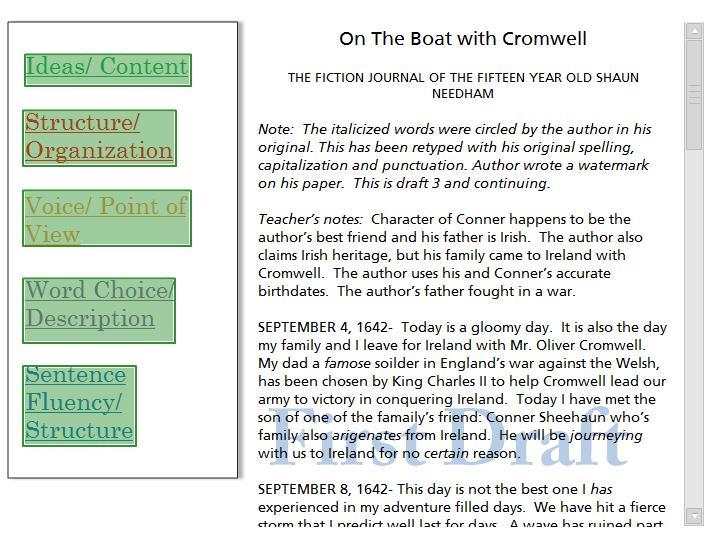 Ideas/ Content
Structure/
Organization
Voice/ Point of
View
Word Choice/
Description
Sentence
Fluency/
Structure
On The Boat with Cromwell
THE FICTION JOURNAL OF THE FIFTEEN YEAR OLD SHAUN
NEEDHAM
Note:  The italicized words were circled by the author in his
original. This has been retyped with his original spelling,
capitalization and punctuation. Author wrote a watermark
on his paper.  This is draft 3 and continuing.
Teacher's notes:  Character of Conner happens to be the
author's best friend and his father is Irish.  The author also
claims Irish heritage, but his family came to Ireland with
Cromwell.  The author uses his and Conner's accurate
birthdates.  The author's father fought in a war.
SEPTEMBER 4, 1642-  Today is a gloomy day.  It is also the day
my family and I leave for Ireland with Mr. Oliver Cromwell.
My dad a famose soilder in England's war against the Welsh,
has been chosen by King Charles II to help Cromwell lead our
army to victory in conquering Ireland.  Today I have met the
son of one of the famaily's friend: Conner Sheehaun who's
family also arigenates from Ireland.  He will be journeying
with us to Ireland for no certain reason.
First Draft
SEPTEMBER 8, 1642- This day is not the best one I has
experienced in my adventure filled days.  We have hit a fierce
storm that I predict well last for days.  A wave has ruined part